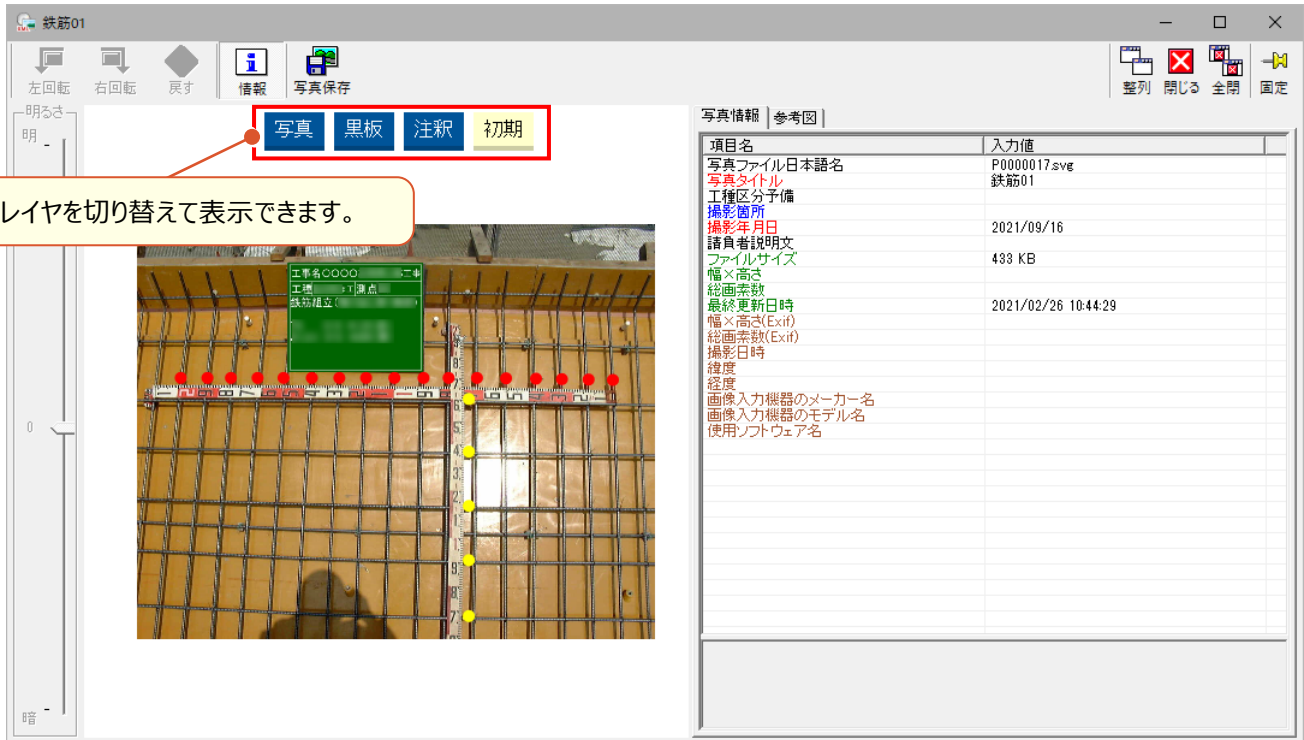 鉄筋01
左回転 右回転 戻す 情報 写真保存 整列 閉じる 全閉 固定
明るさ
明
0
暗
写真 黒板 注釈 初期
レイヤを切り替えて表示できます。
工事名〇〇〇〇 工事
工種 工 測点
鉄筋組立(
写真情報 参考図
項目名 入力値
写真ファイル日本語名 P0000017.svg
写真タイトル 鉄筋01
工種区分予備
撮影箇所
撮影年月日 2021/09/16
請負者説明文
ファイルサイズ 433 KB
幅×高さ
総画素数
最終更新日時 2021/02/26 10:44:29
幅×高さ(Exif)
総画素数(Exif)
撮影日時
緯度
経度
画像入力機器のメーカー名
画像入力機器のモデル名
使用ソフトウェア名